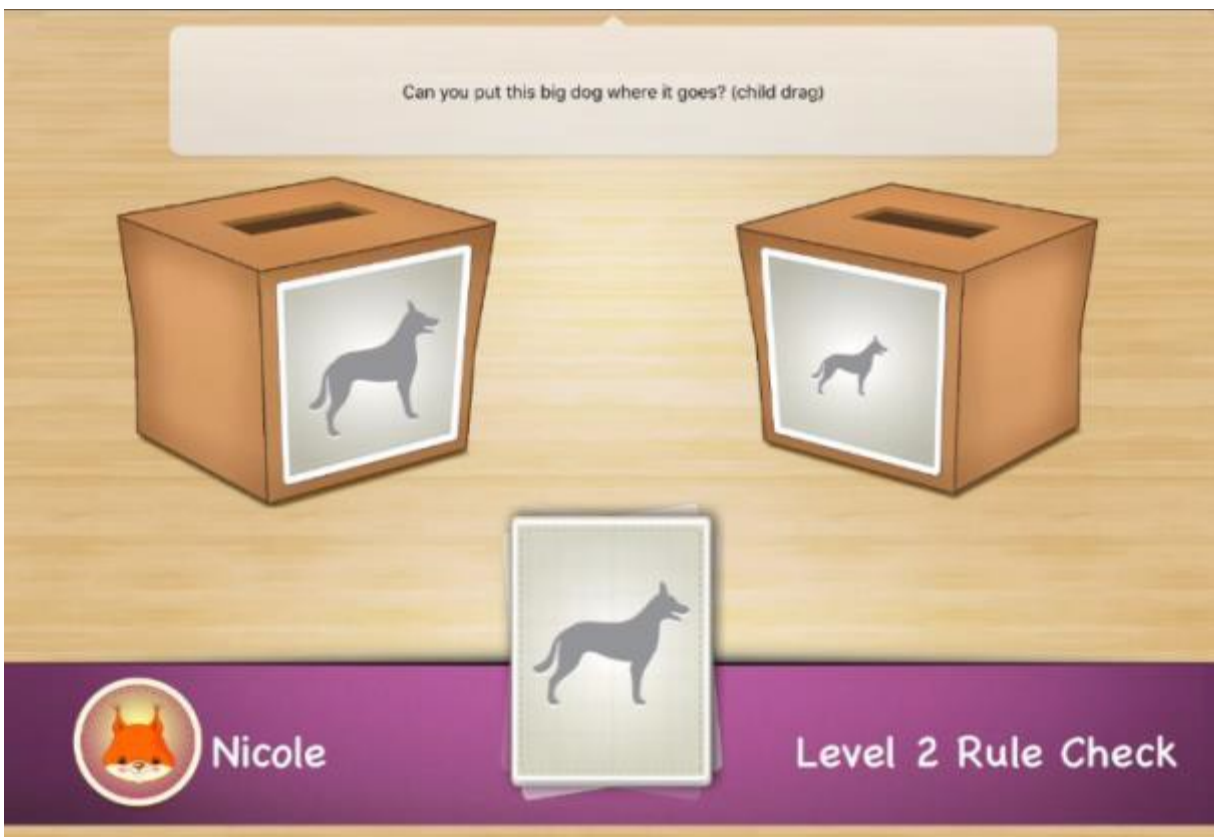 Can you put this big dog where it goes? (child drag)
Nicole
Level 2 Rule Check